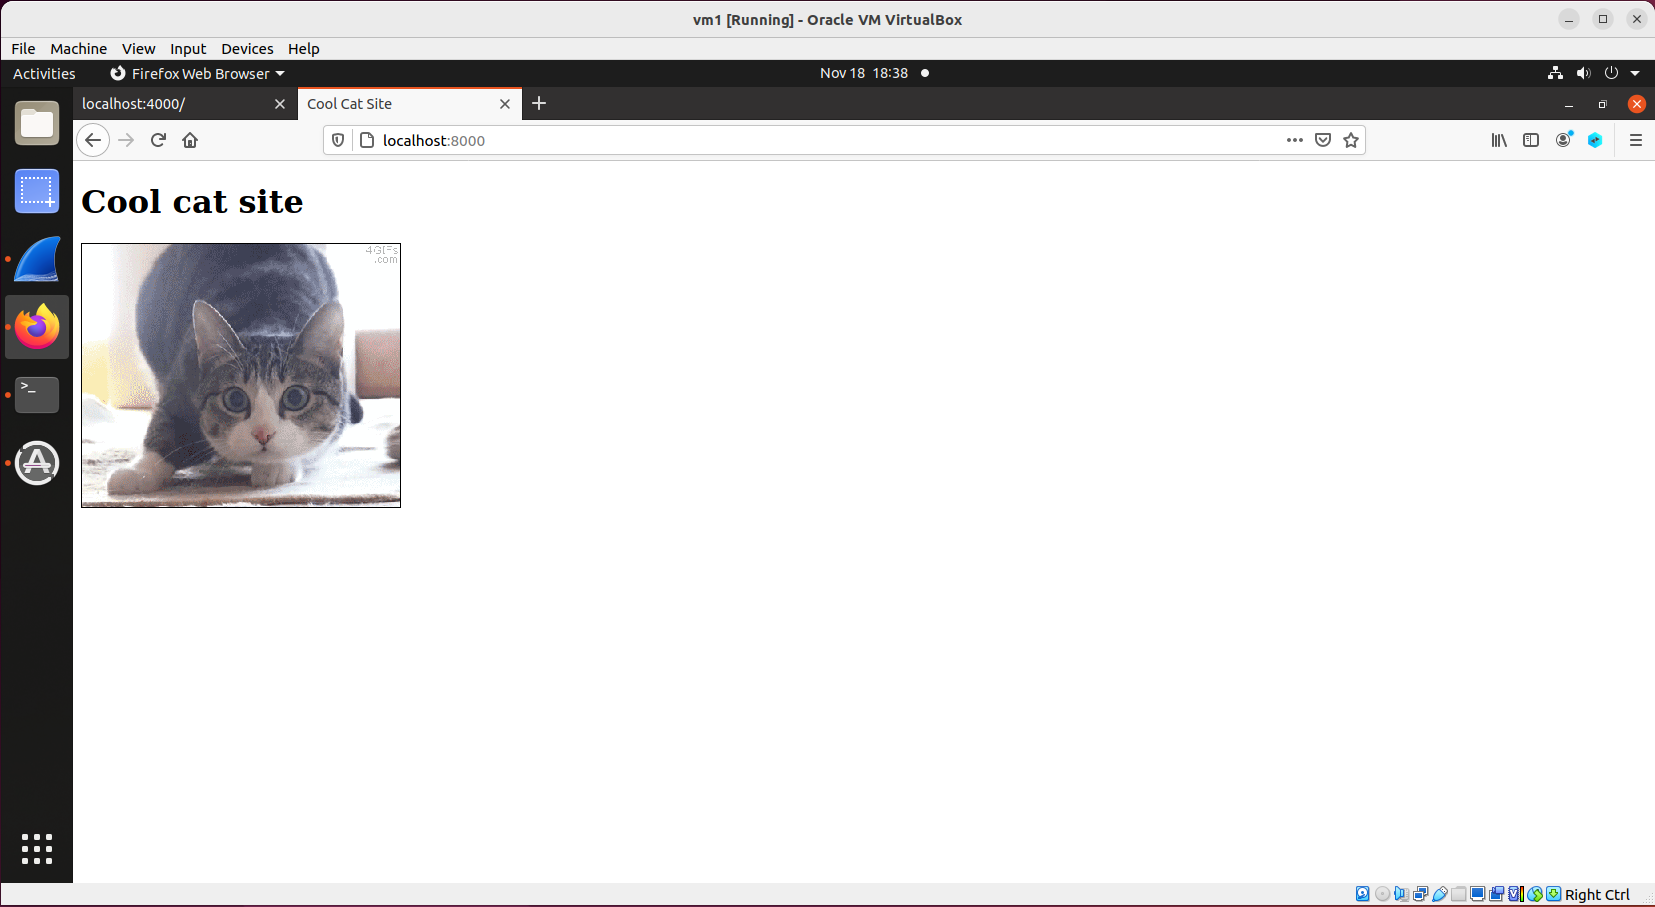 vm1 [Running] - Oracle VM VirtualBox
File Machine View Input Devices Help
Activities Firefox Web Browser Nov 18 18:38
localhost:4000/ Cool Cat Site
localhost:8000
Cool cat site
4GIFs
.com
>_
Right Ctrl